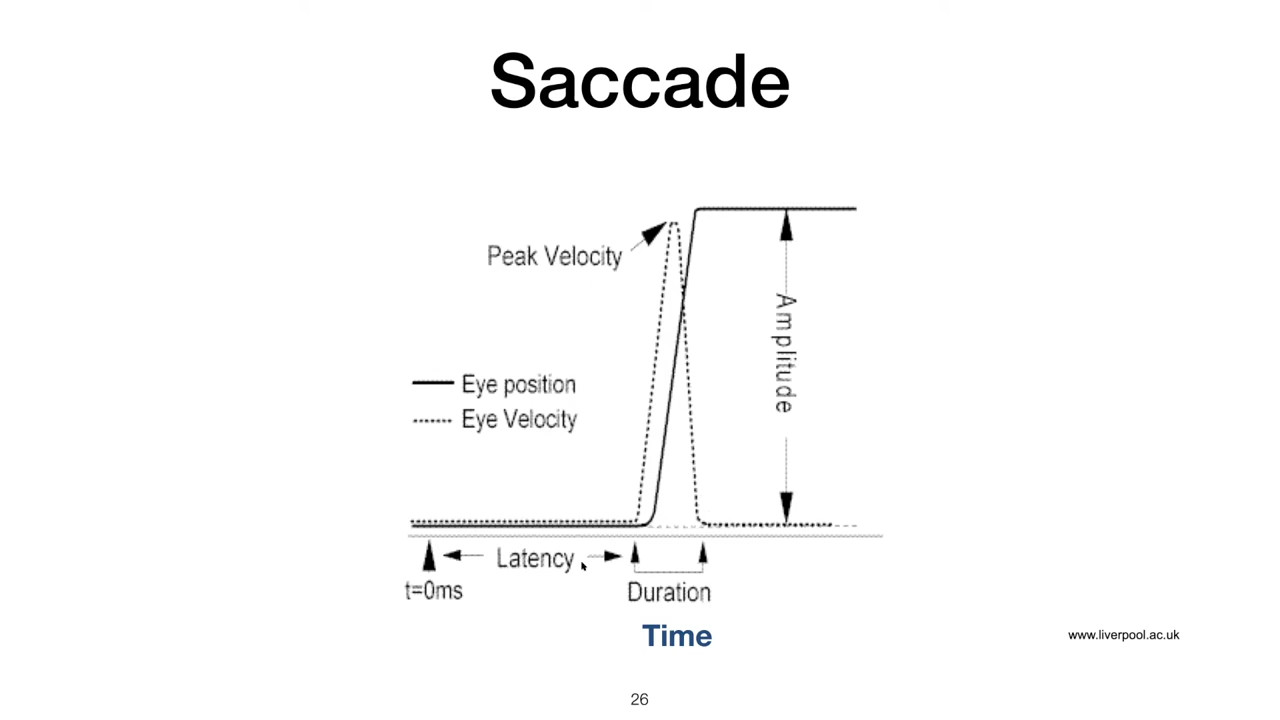 Saccade
Peak Velocity
Amplitude
Eye position
Eye Velocity
Latency
t=0ms
Duration
Time
www.liverpool.ac.uk
26